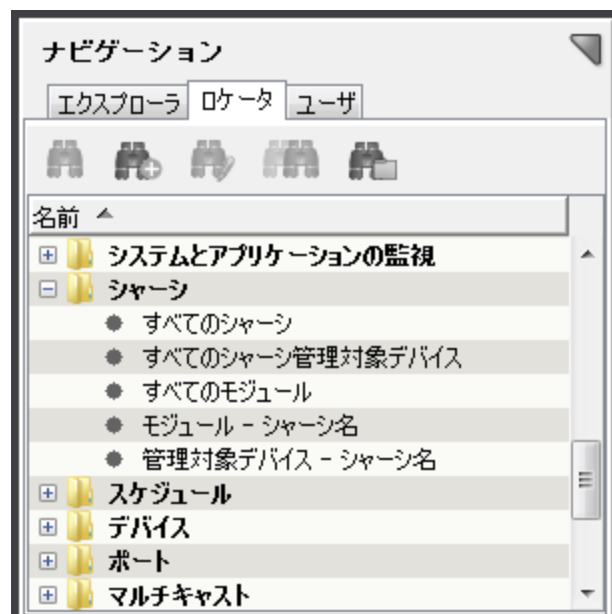 ナビゲーション
エクスプローラ ロケータ ユーザ
名前
システムとアプリケーションの監視
シャーシ
すべてのシャーシ
すべてのシャーシ管理対象デバイス
すべてのモジュール
モジュール - シャーシ名
管理対象デバイス - シャーシ名
スケジュール
デバイス
ポート
マルチキャスト